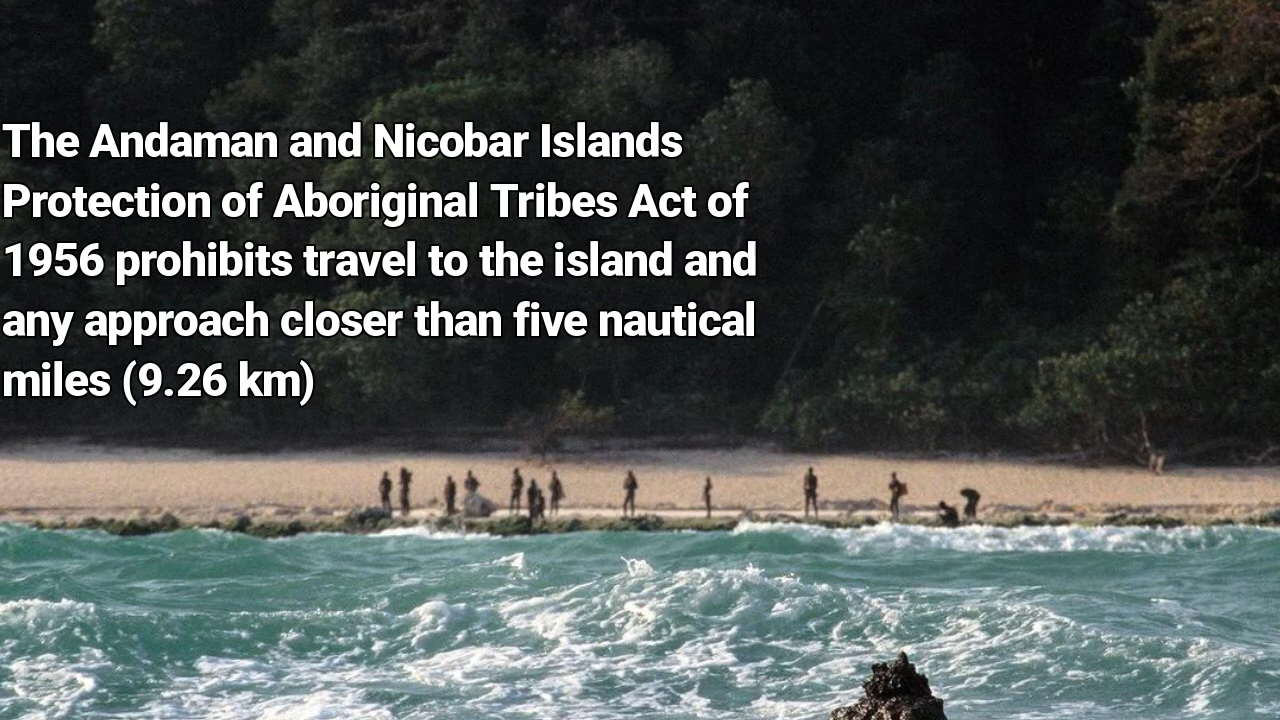 The Andaman and Nicobar Islands
Protection of Aboriginal Tribes Act of
1956 prohibits travel to the island and
any approach closer than five nautical
miles (9.26 km)